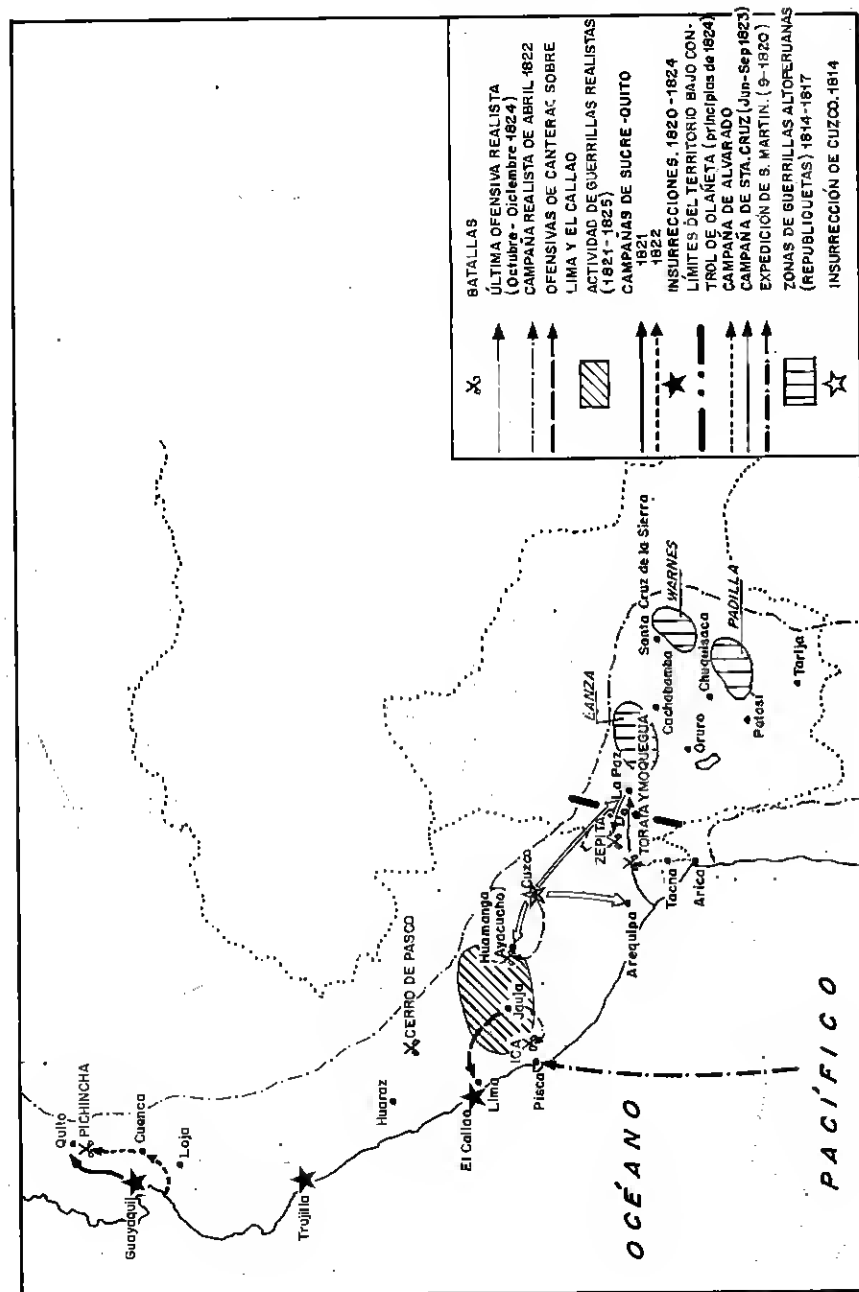 BATALLAS
ÚLTIMA OFENSIVA REALISTA
(Octubre - Diciembre 1824)
CAMPAÑA REALISTA DE ABRIL 1822
OFENSIVAS DE CANTERAC SOBRE
LIMA Y EL CALLAO
ACTIVIDAD DE GUERRILLAS REALISTAS
(1821-1825)
CAMPAÑAS DE SUCRE-QUITO
1821
1822
INSURRECCIONES. 1820-1824
LÍMITES DEL TERRITORIO BAJO CON-
TROL DE OLAÑETA (principios de 1824)
CAMPAÑA DE ALVARADO
CAMPAÑA DE STA. CRUZ (Jun-Sep 1823)
EXPEDICIÓN DE S. MARTIN. (9-1820)
ZONAS DE GUERRILLAS ALTOPERUANAS
(REPUBLIQUETAS) 1814-1817
INSURRECIÓN DE CUZCO. 1814
Quito
PICHINCHA
Guayaquil
Cuenca
Loja
Trujillo
Huaraz
CERRO DE PASCO
El Callao
Lima
Jauja
ICA
Pisco
Huamanga
(Ayacucho)
Cuzco
Arequipa
ZEPITA
La Paz
TORATA Y MOQUEGUA
Tacna
Arica
LANZA
Santa Cruz de la Sierra
WARNES
Cochabamba
Oruro
Chuquisaca
PADILLA
Potosí
Tarija
OCÉANO
PACÍFICO